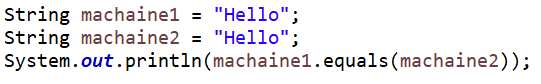 String machaine1 = "Hello";
String machaine2 = "Hello";
System.out.println(machaine1.equals(machaine2));